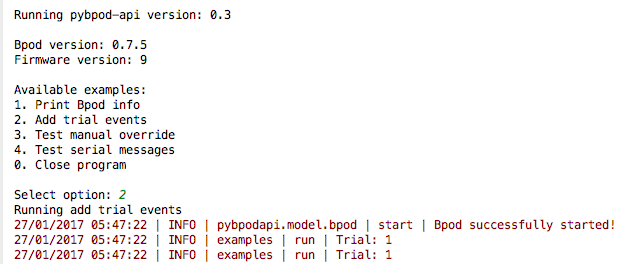 Running pybpod-api version: 0.3
Bpod version: 0.7.5
Firmware version: 9
Available examples:
1. Print Bpod info
2. Add trial events
3. Test manual override
4. Test serial messages
0. Close program
Select option: 2
Running add trial events
27/01/2017 05:47:22 | INFO | pybpodapi.model.bpod | start | Bpod successfully started!
27/01/2017 05:47:22 | INFO | examples | run | Trial: 1
27/01/2017 05:47:22 | INFO | examples | run | Trial: 1